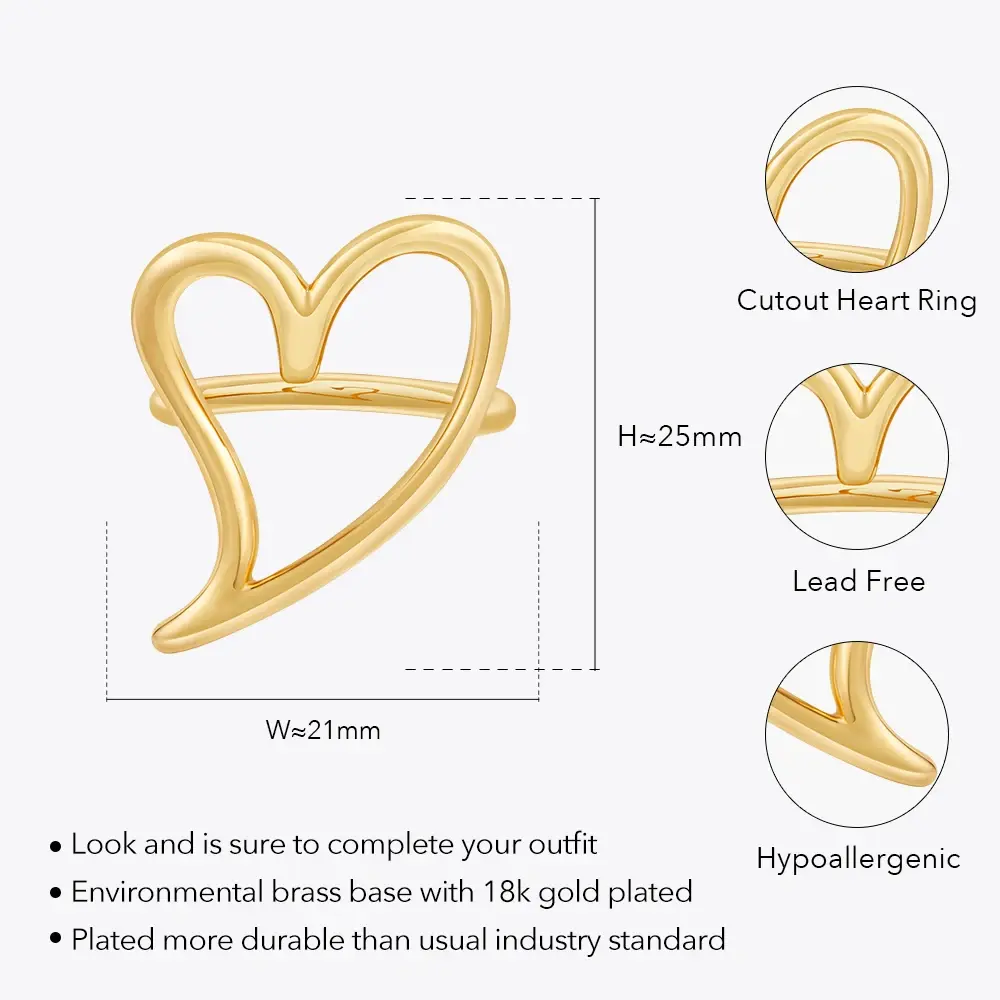 Cutout Heart Ring
H≈25mm
Lead Free
W≈21mm
Hypoallergenic
• Look and is sure to complete your outfit
• Environmental brass base with 18k gold plated
• Plated more durable than usual industry standard